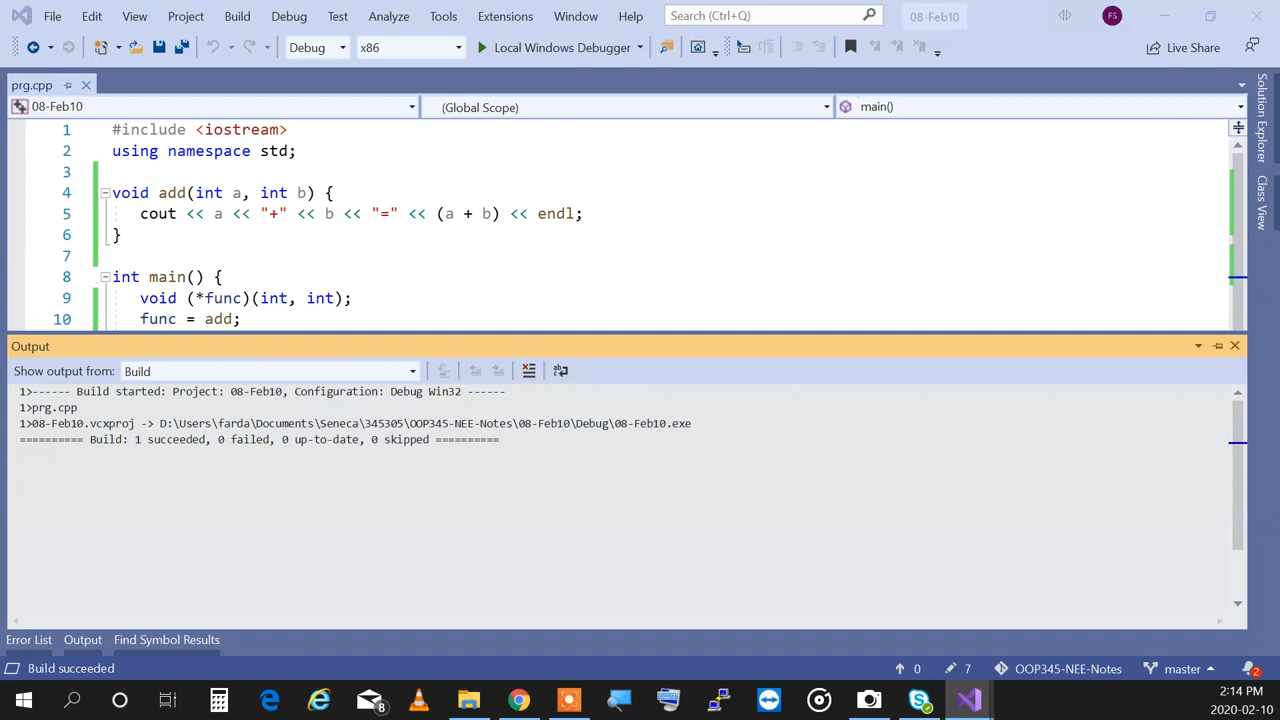 File Edit View Project Build Debug Test Analyze Tools Extensions Window Help Search (Ctrl+Q) 08-Feb10 FS
Debug x86 Local Windows Debugger Live Share
prg.cpp
08-Feb10 (Global Scope) main()
1 #include <iostream>
2 using namespace std;
3
4 void add(int a, int b) {
5 cout << a << "+" << b << "=" << (a + b) << endl;
6 }
7
8 int main() {
9 void (*func)(int, int);
10 func = add;
Solution Explorer
Class View
Output
Show output from: Build
1>------ Build started: Project: 08-Feb10, Configuration: Debug Win32 ------
1>prg.cpp
1>08-Feb10.vcxproj -> D:\Users\farda\Documents\Seneca\345305\OOP345-NEE-Notes\08-Feb10\Debug\08-Feb10.exe
========== Build: 1 succeeded, 0 failed, 0 up-to-date, 0 skipped ==========
Error List Output Find Symbol Results
Build succeeded 0 7 OOP345-NEE-Notes master 2
8
2:14 PM
2020-02-10